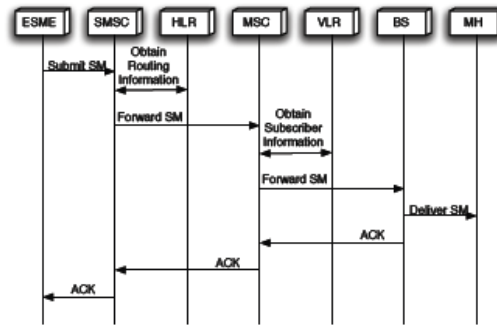 ESME SMSC HLR MSC VLR BS MH
Submit SM
Obtain
Routing
Information
Forward SM
Obtain
Subscriber
Information
Forward SM
Deliver SM
ACK
ACK
ACK